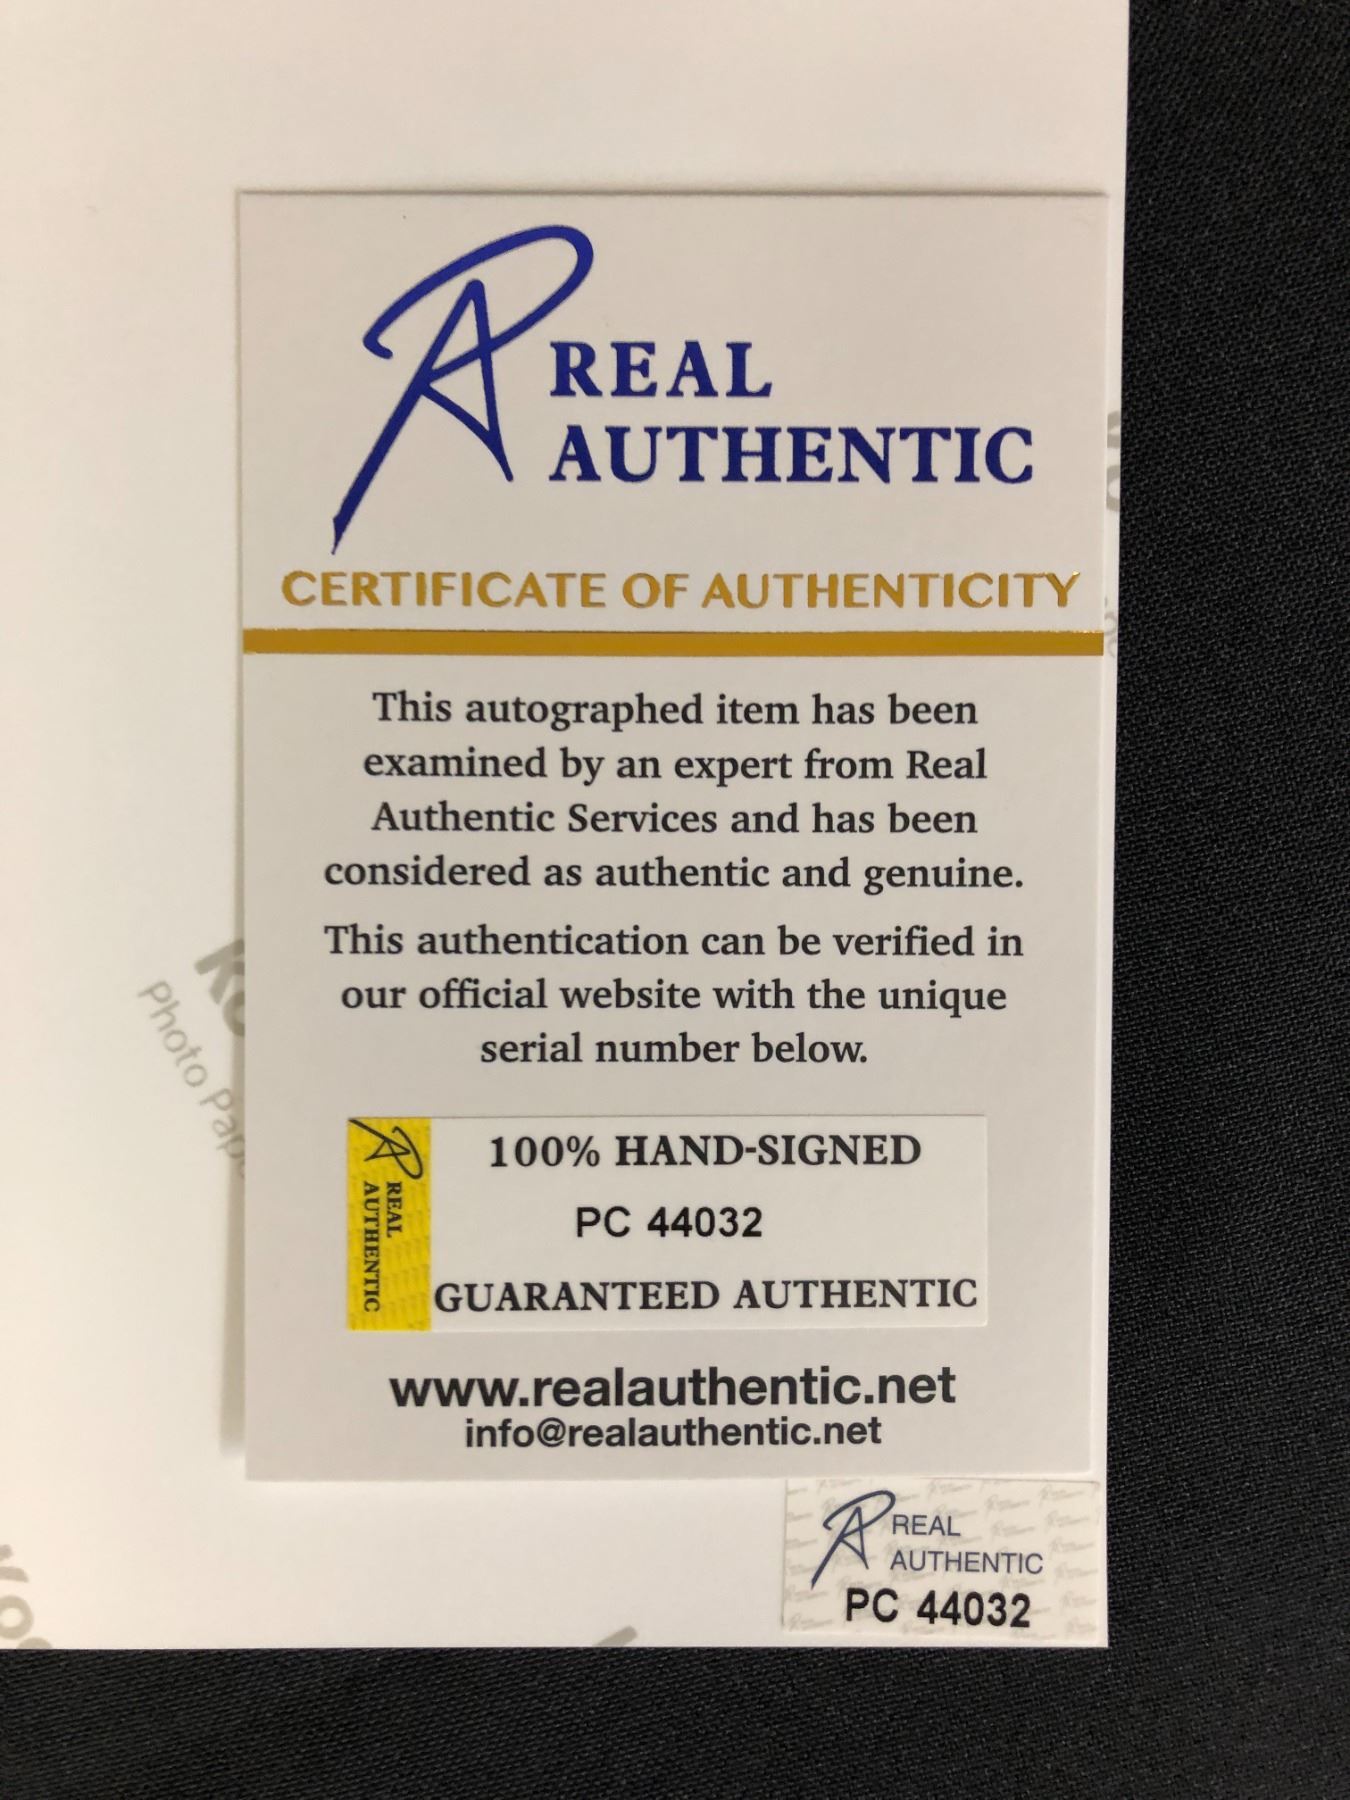 REAL
AUTHENTIC
CERTIFICATE OF AUTHENTICITY
This autographed item has been
examined by an expert from Real
Authentic Services and has been
considered as authentic and genuine.
This authentication can be verified in
our official website with the unique
serial number below.
REAL
AUTHENTIC
100% HAND-SIGNED
PC 44032
GUARANTEED AUTHENTIC
www.realauthentic.net
info@realauthentic.net
REAL
AUTHENTIC
PC 44032
Photo Pap